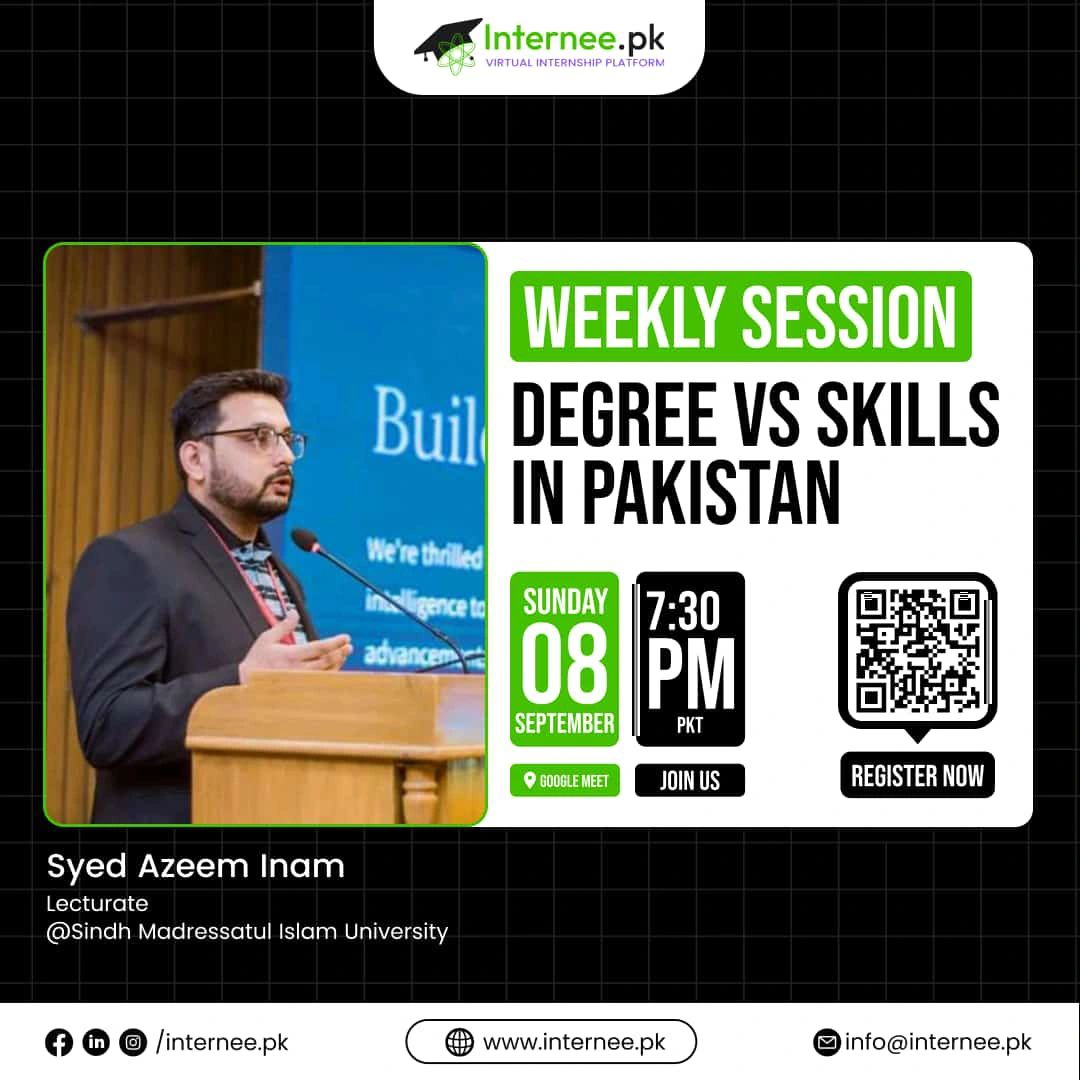 Internee.pk
VIRTUAL INTERNSHIP PLATFORM
WEEKLY SESSION
DEGREE VS SKILLS
IN PAKISTAN
Buil
We're thrilled
intelligence to
advancement
SUNDAY
08
SEPTEMBER
7:30
PM
PKT
GOOGLE MEET
JOIN US
REGISTER NOW
Syed Azeem Inam
Lecturate
@Sindh Madressatul Islam University
/internee.pk
www.internee.pk
info@internee.pk